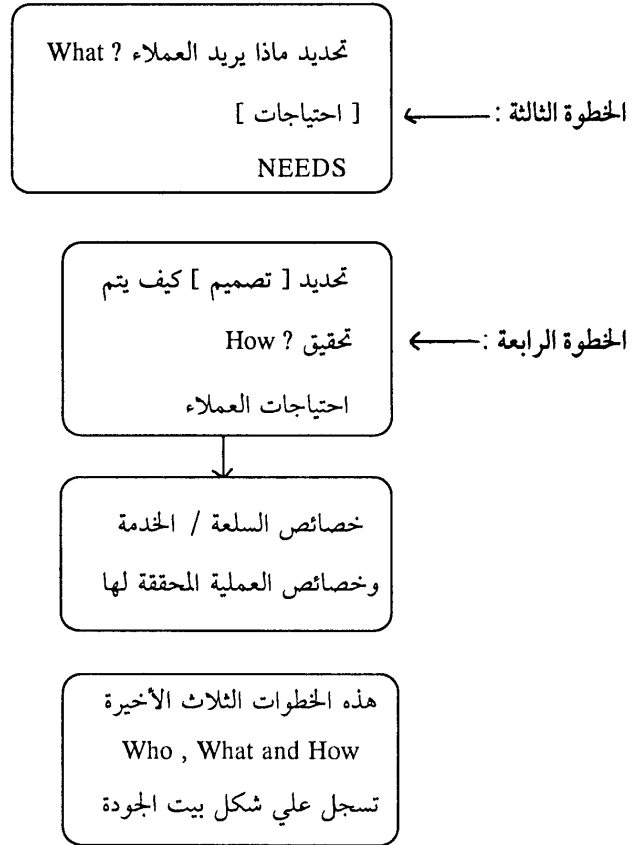 تحديد ماذا يريد العملاء ? What
الخطوة الثالثة :
[ احتياجات ]
NEEDS
تحديد [ تصميم ] كيف يتم
الخطوة الرابعة :
تحقيق ? How
احتياجات العملاء
خصائص السلعة / الخدمة
وخصائص العملية المحققة لها
هذه الخطوات الثلاث الأخيرة
Who , What and How
تسجل علي شكل بيت الجودة